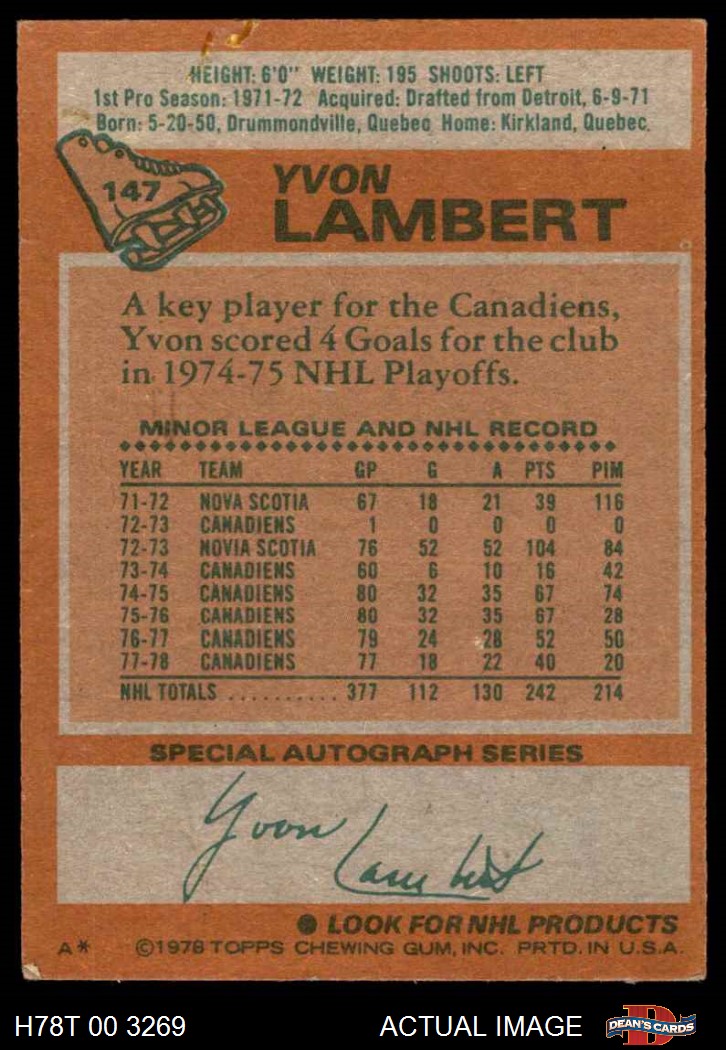 HEIGHT: 6'0" WEIGHT: 195 SHOOTS: LEFT
1st Pro Season: 1971-72 Acquired: Drafted from Detroit, 6-9-71
Born: 5-20-50, Drummondville, Quebec Home: Kirkland, Quebec.
147
YVON
LAMBERT
A key player for the Canadiens,
Yvon scored 4 Goals for the club
in 1974-75 NHL Playoffs.
MINOR LEAGUE AND NHL RECORD
YEAR TEAM GP G A PTS PIM
71-72 NOVA SCOTIA 67 18 21 39 116
72-73 CANADIENS 1 0 0 0 0
72-73 NOVIA SCOTIA 76 52 52 104 84
73-74 CANADIENS 60 6 10 16 42
74-75 CANADIENS 80 32 35 67 74
75-76 CANADIENS 80 32 35 67 28
76-77 CANADIENS 79 24 28 52 50
77-78 CANADIENS 77 18 22 40 20
NHL TOTALS .......... 377 112 130 242 214
SPECIAL AUTOGRAPH SERIES
Yvon
Lambert
● LOOK FOR NHL PRODUCTS
A* ©1978 TOPPS CHEWING GUM, INC. PRTD. IN U.S.A.
H78T 00 3269 ACTUAL IMAGE DEAN'S CARDS